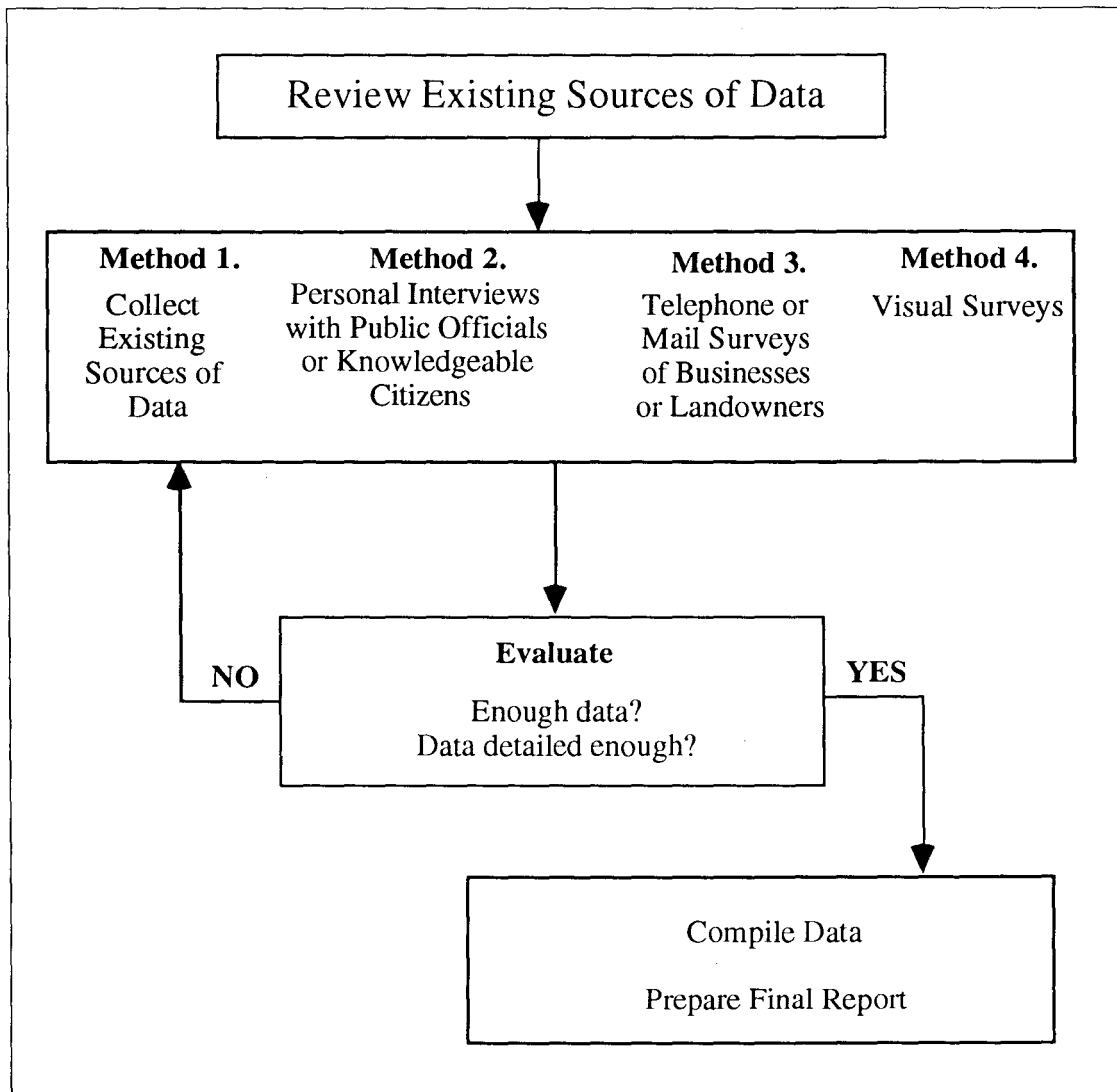 Review Existing Sources of Data
Method 1.
Collect
Existing
Sources of
Data
Method 2.
Personal Interviews
with Public Officials
or Knowledgeable
Citizens
Method 3.
Telephone or
Mail Surveys
of Businesses
or Landowners
Method 4.
Visual Surveys
Evaluate
Enough data?
Data detailed enough?
NO
YES
Compile Data
Prepare Final Report